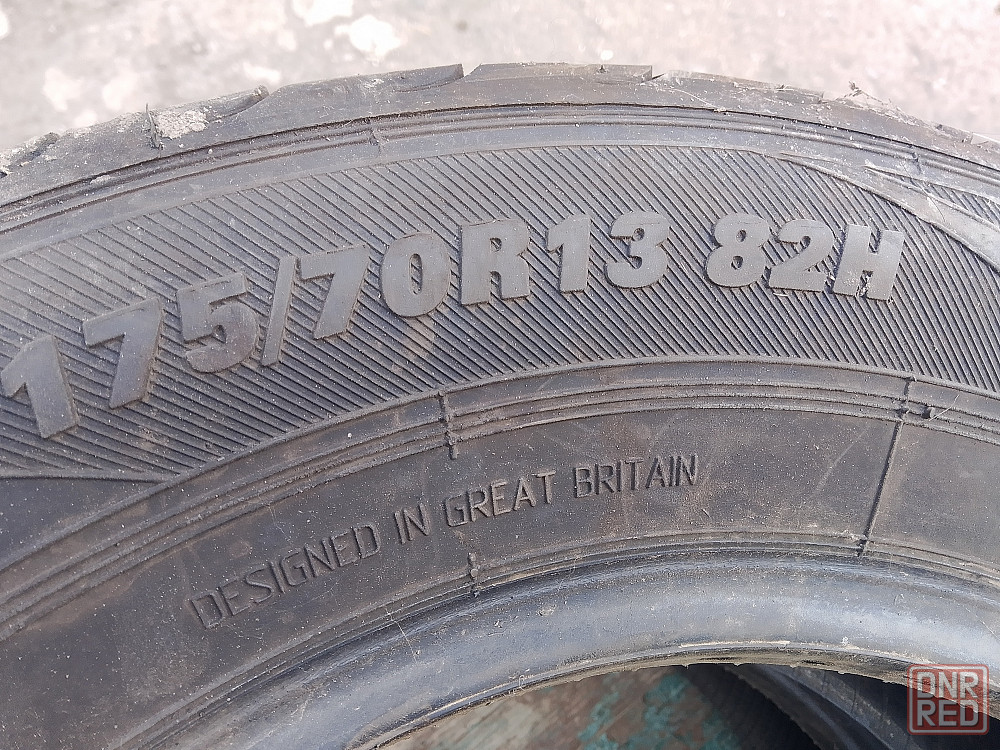 175/70R13 82H
DESIGNED IN GREAT BRITAIN
DNR
RED